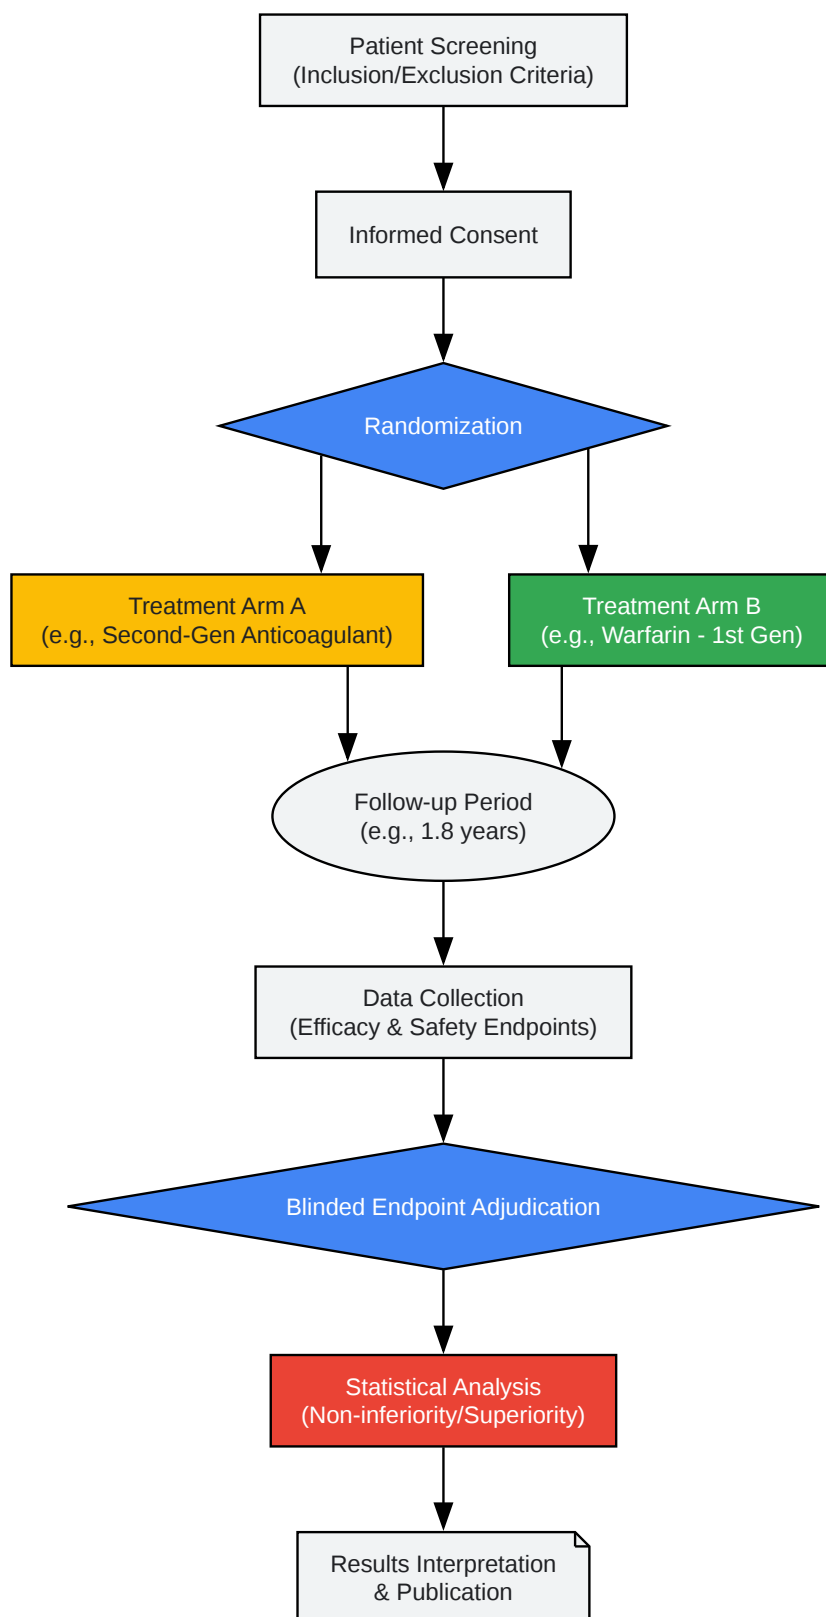 Patient Screening
(Inclusion/Exclusion Criteria)
Informed Consent
Randomization
Treatment Arm A
(e.g., Second-Gen Anticoagulant)
Treatment Arm B
(e.g., Warfarin - 1st Gen)
Follow-up Period
(e.g., 1.8 years)
Data Collection
(Efficacy & Safety Endpoints)
Blinded Endpoint Adjudication
Statistical Analysis
(Non-inferiority/Superiority)
Results Interpretation
& Publication